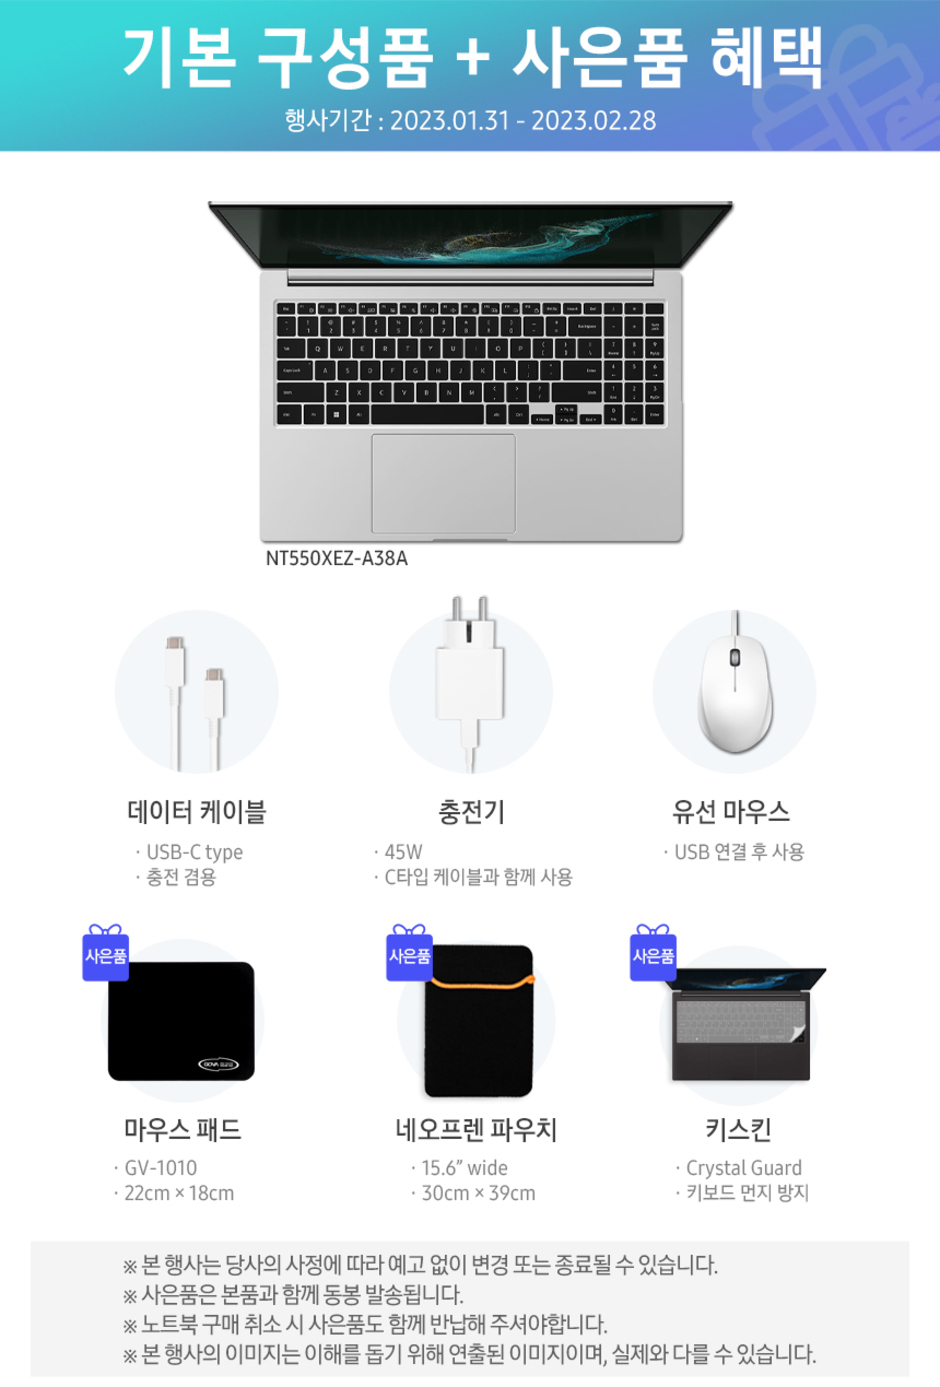 기본 구성품 + 사은품 혜택
행사기간 : 2023.01.31 - 2023.02.28
NT550XEZ-A38A
데이터 케이블
· USB-C type
· 충전 겸용
충전기
· 45W
· C타입 케이블과 함께 사용
유선 마우스
· USB 연결 후 사용
사은품
마우스 패드
· GV-1010
· 22cm × 18cm
사은품
네오프렌 파우치
· 15.6” wide
· 30cm × 39cm
사은품
키스킨
· Crystal Guard
· 키보드 먼지 방지
※ 본 행사는 당사의 사정에 따라 예고 없이 변경 또는 종료될 수 있습니다.
※ 사은품은 본품과 함께 동봉 발송됩니다.
※ 노트북 구매 취소 시 사은품도 함께 반납해 주셔야합니다.
※ 본 행사의 이미지는 이해를 돕기 위해 연출된 이미지이며, 실제와 다를 수 있습니다.